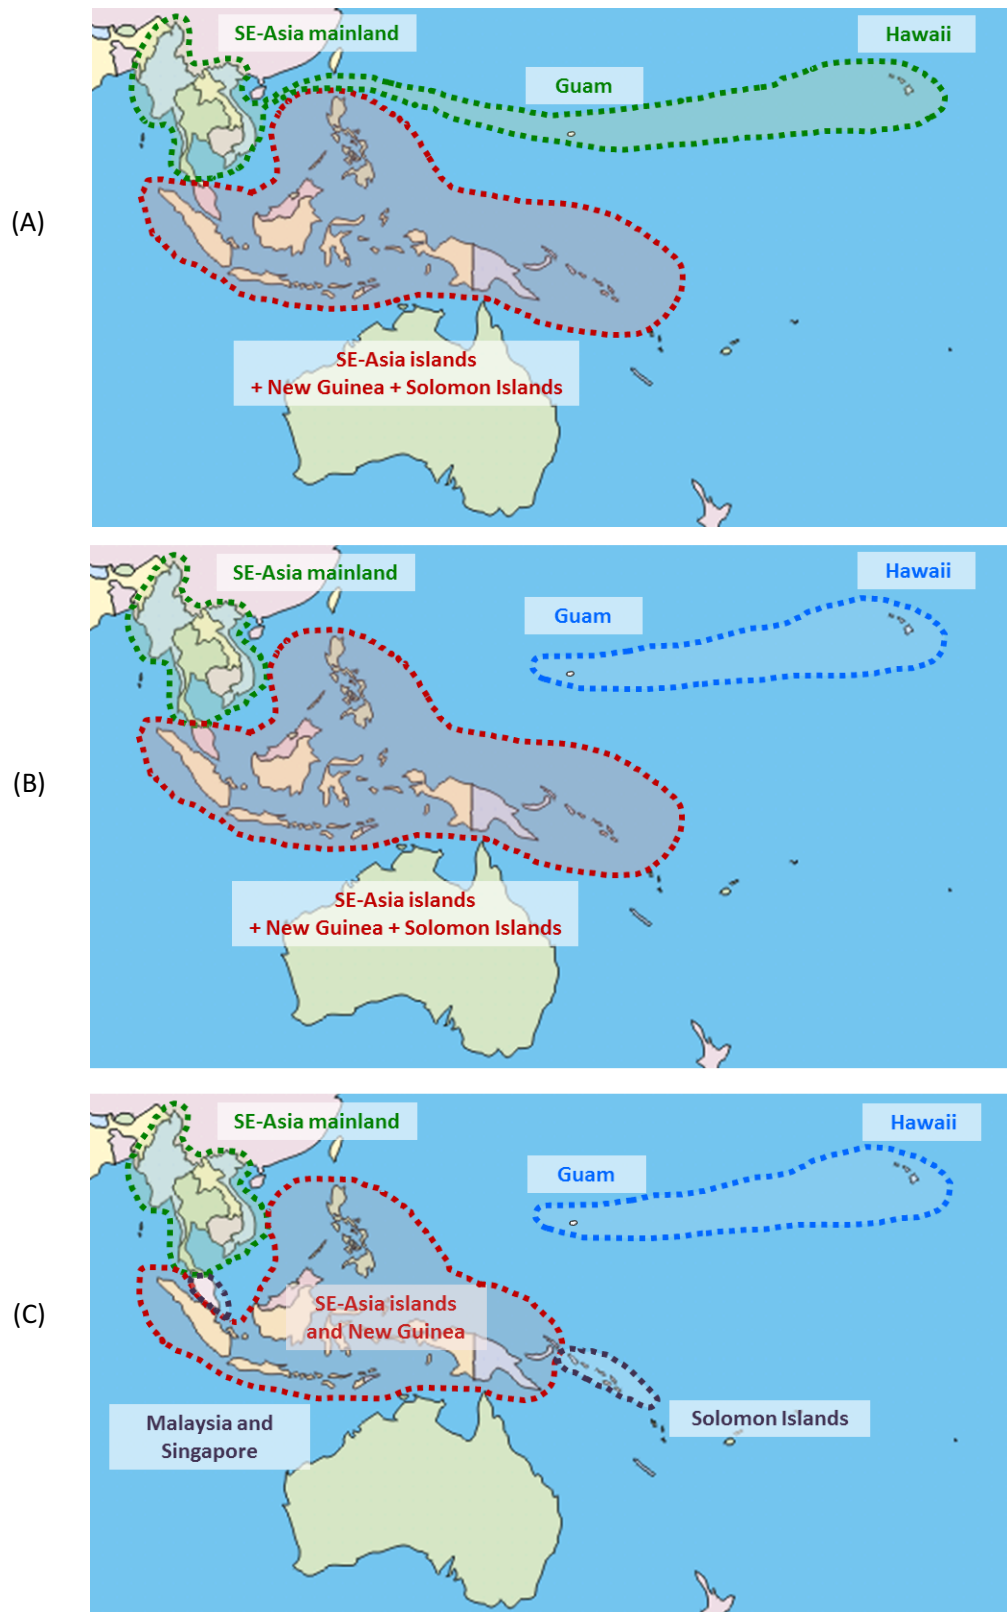 (A)
SE-Asia mainland
Guam
Hawaii
SE-Asia islands
+ New Guinea + Solomon Islands
(B)
SE-Asia mainland
Guam
Hawaii
SE-Asia islands
+ New Guinea + Solomon Islands
(C)
SE-Asia mainland
Guam
Hawaii
SE-Asia islands
and New Guinea
Malaysia and
Singapore
Solomon Islands